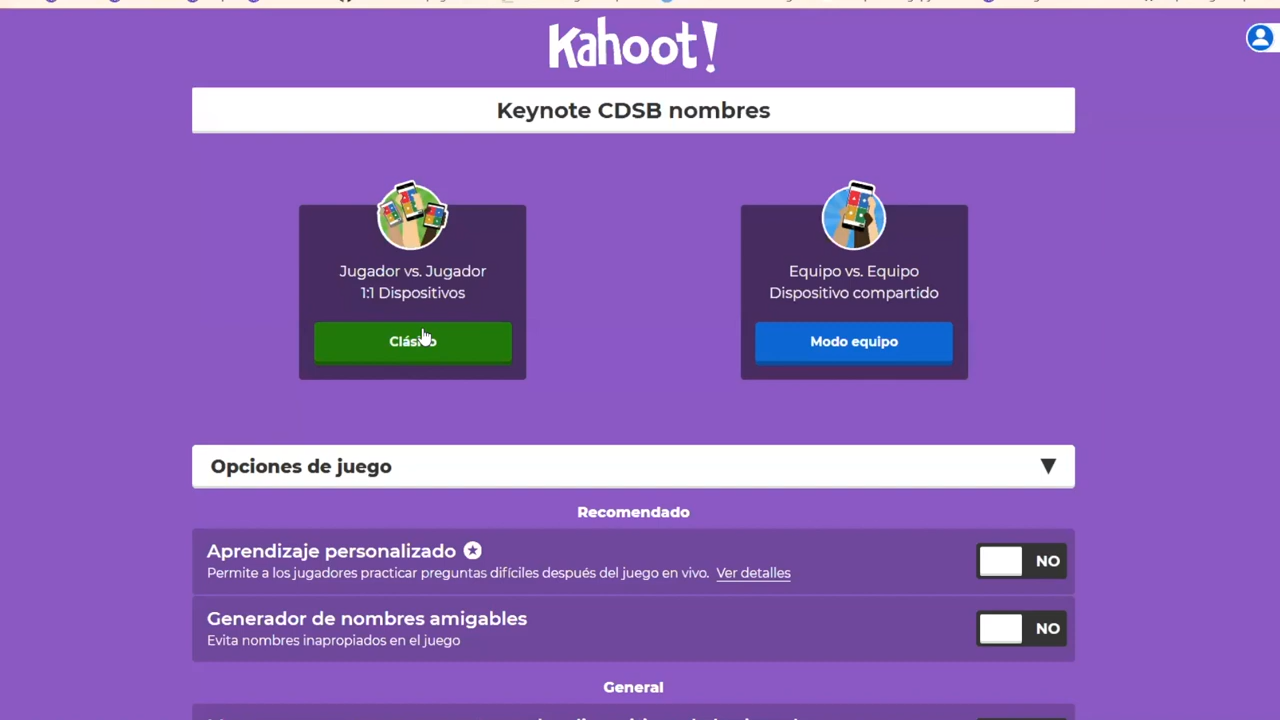 Kahoot!
Keynote CDSB nombres
Jugador vs. Jugador
1:1 Dispositivos
Clásico
Equipo vs. Equipo
Dispositivo compartido
Modo equipo
Opciones de juego
Recomendado
Aprendizaje personalizado
Permite a los jugadores practicar preguntas difíciles después del juego en vivo. Ver detalles
NO
Generador de nombres amigables
Evita nombres inapropiados en el juego
NO
General